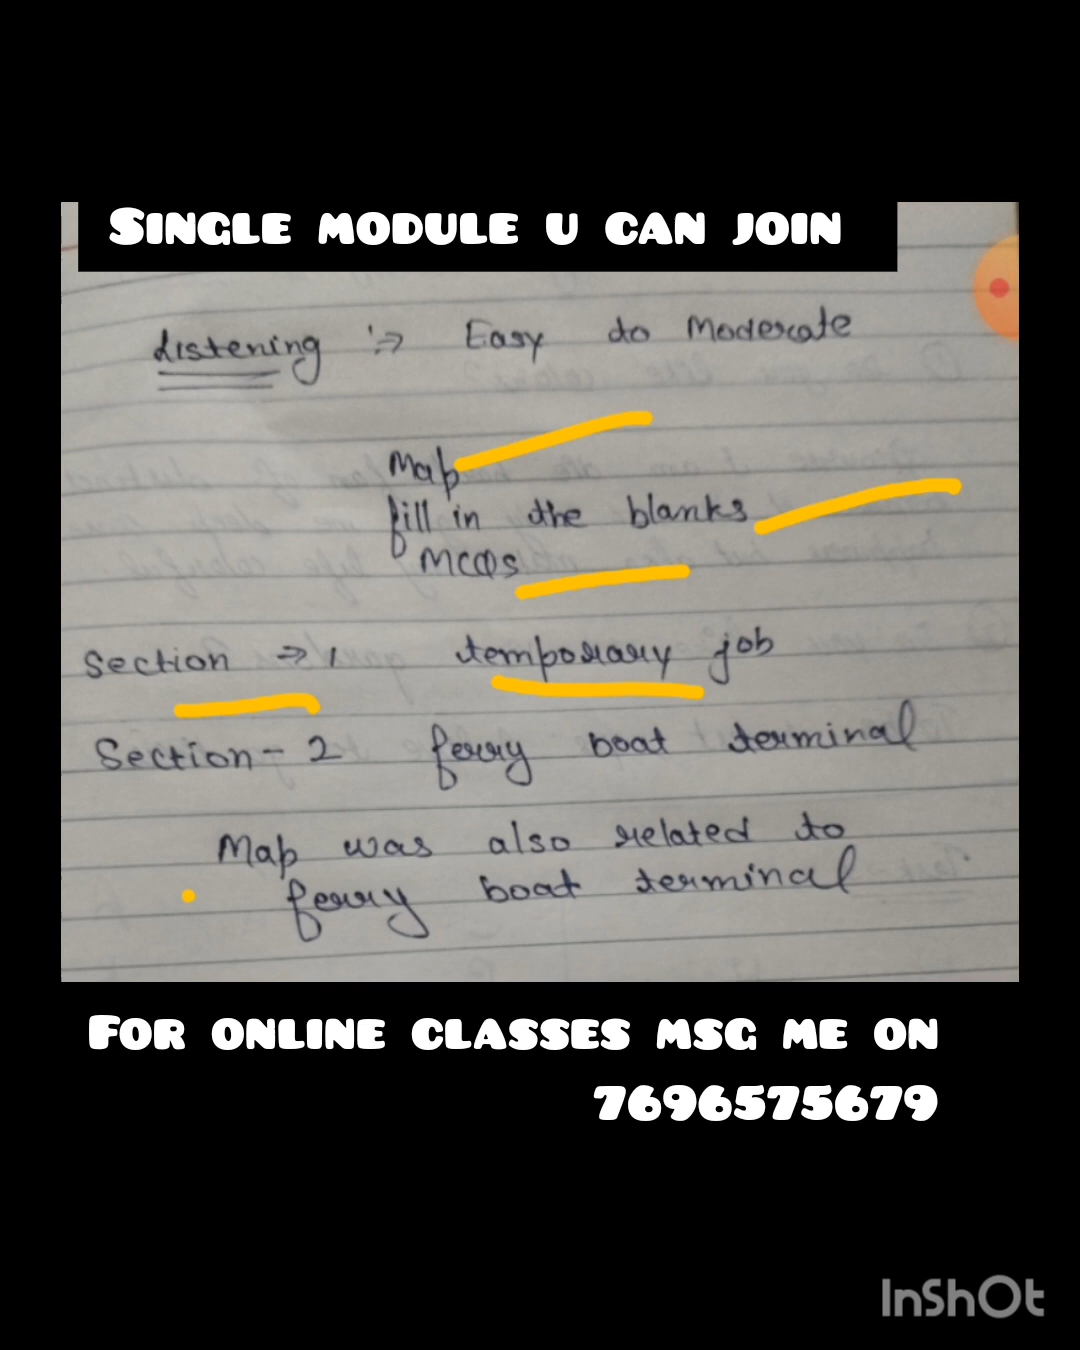 SINGLE MODULE U CAN JOIN
Listening :→ Easy to Moderate
Map
fill in the blanks
MCQs
Section → 1 temporary job
Section - 2 ferry boat terminal
Map was also related to
ferry boat terminal
FOR ONLINE CLASSES MSG ME ON
7696575679
InShOt